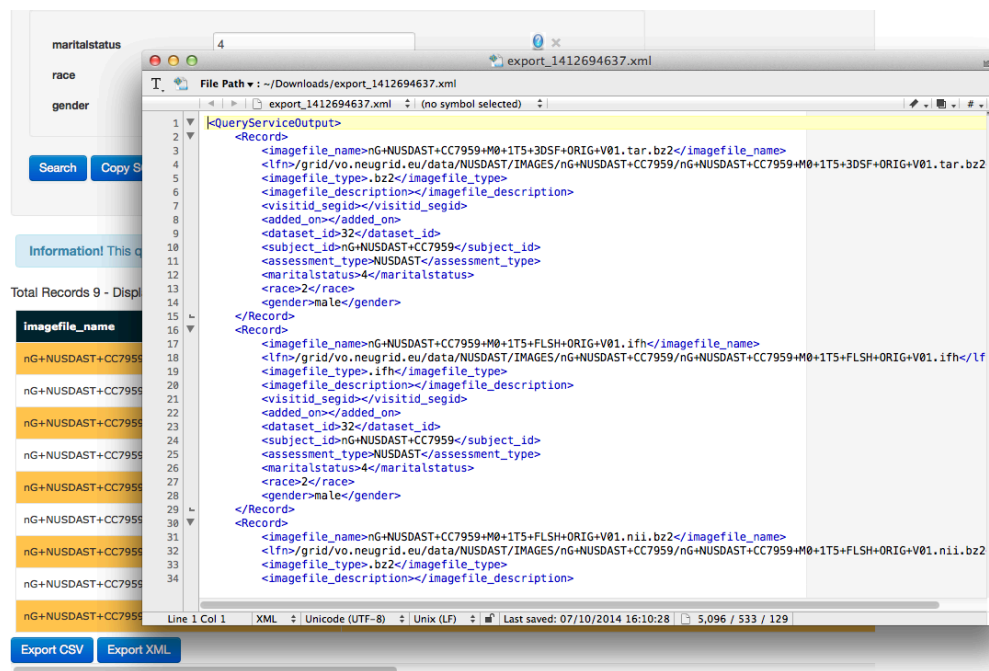 maritalstatus 4
race
gender
Search Copy S
Information! This q
Total Records 9 - Displ
imagefile_name
nG+NUSDAST+CC7959
nG+NUSDAST+CC7959
nG+NUSDAST+CC7959
nG+NUSDAST+CC7959
nG+NUSDAST+CC7959
nG+NUSDAST+CC7959
nG+NUSDAST+CC7959
nG+NUSDAST+CC7959
nG+NUSDAST+CC7959
Export CSV Export XML
export_1412694637.xml
File Path ▾ : ~/Downloads/export_1412694637.xml
export_1412694637.xml (no symbol selected) #
1 <QueryServiceOutput>
2 <Record>
3 <imagefile_name>nG+NUSDAST+CC7959+M0+1T5+3DSF+ORIG+V01.tar.bz2</imagefile_name>
4 <lfn>/grid/vo.neugrid.eu/data/NUSDAST/IMAGES/nG+NUSDAST+CC7959/nG+NUSDAST+CC7959+M0+1T5+3DSF+ORIG+V01.tar.bz2
5 <imagefile_type>.bz2</imagefile_type>
6 <imagefile_description></imagefile_description>
7 <visitid_segid></visitid_segid>
8 <added_on></added_on>
9 <dataset_id>32</dataset_id>
10 <subject_id>nG+NUSDAST+CC7959</subject_id>
11 <assessment_type>NUSDAST</assessment_type>
12 <maritalstatus>4</maritalstatus>
13 <race>2</race>
14 <gender>male</gender>
15 </Record>
16 <Record>
17 <imagefile_name>nG+NUSDAST+CC7959+M0+1T5+FLSH+ORIG+V01.ifh</imagefile_name>
18 <lfn>/grid/vo.neugrid.eu/data/NUSDAST/IMAGES/nG+NUSDAST+CC7959/nG+NUSDAST+CC7959+M0+1T5+FLSH+ORIG+V01.ifh</lf
19 <imagefile_type>.ifh</imagefile_type>
20 <imagefile_description></imagefile_description>
21 <visitid_segid></visitid_segid>
22 <added_on></added_on>
23 <dataset_id>32</dataset_id>
24 <subject_id>nG+NUSDAST+CC7959</subject_id>
25 <assessment_type>NUSDAST</assessment_type>
26 <maritalstatus>4</maritalstatus>
27 <race>2</race>
28 <gender>male</gender>
29 </Record>
30 <Record>
31 <imagefile_name>nG+NUSDAST+CC7959+M0+1T5+FLSH+ORIG+V01.nii.bz2</imagefile_name>
32 <lfn>/grid/vo.neugrid.eu/data/NUSDAST/IMAGES/nG+NUSDAST+CC7959/nG+NUSDAST+CC7959+M0+1T5+FLSH+ORIG+V01.nii.bz2
33 <imagefile_type>.bz2</imagefile_type>
34 <imagefile_description></imagefile_description>
Line 1 Col 1 XML Unicode (UTF-8) Unix (LF) Last saved: 07/10/2014 16:10:28 5,096 / 533 / 129